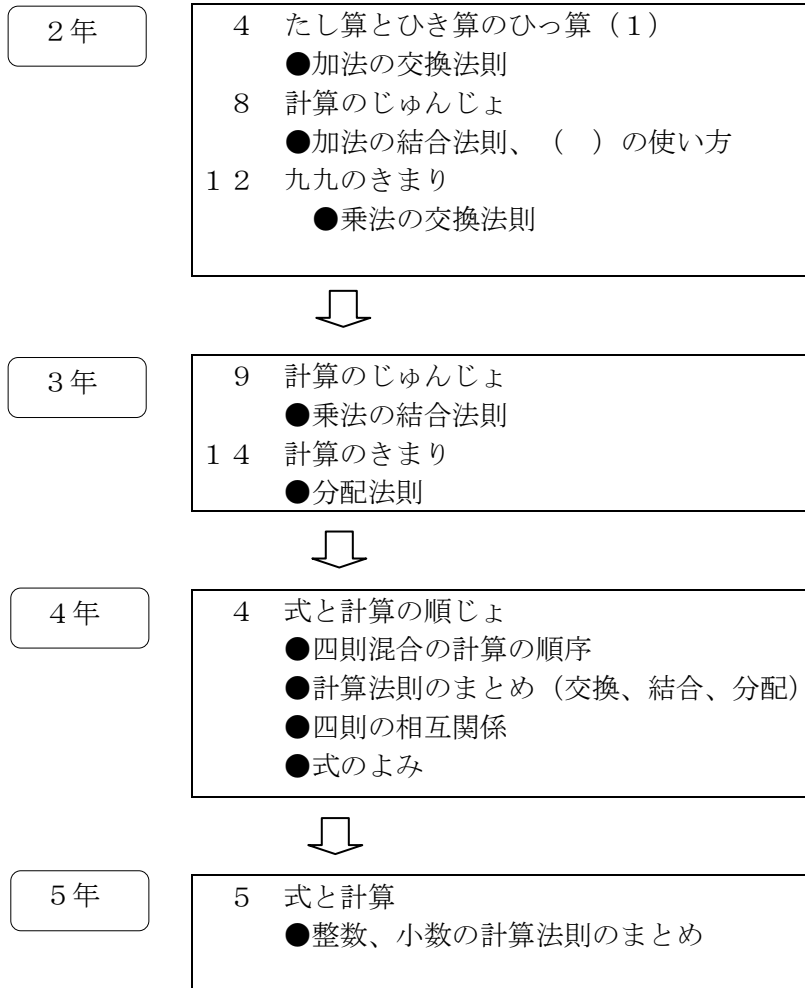 ２年
４　たし算とひき算のひっ算（１）
●加法の交換法則
８　計算のじゅんじょ
●加法の結合法則、（　）の使い方
１２　九九のきまり
●乗法の交換法則
３年
９　計算のじゅんじょ
●乗法の結合法則
１４　計算のきまり
●分配法則
４年
４　式と計算の順じょ
●四則混合の計算の順序
●計算法則のまとめ（交換、結合、分配）
●四則の相互関係
●式のよみ
５年
５　式と計算
●整数、小数の計算法則のまとめ